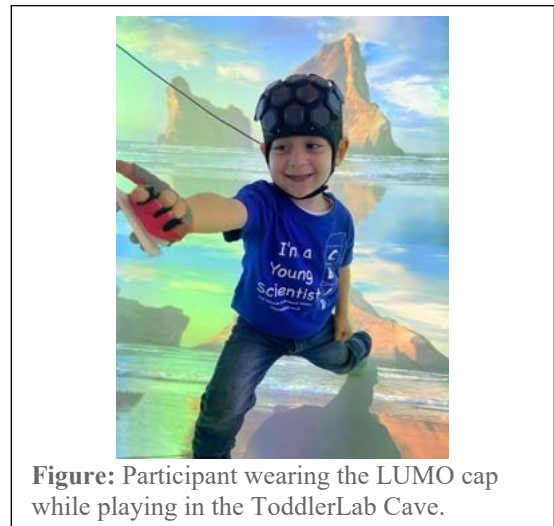 I'm a
Young
Scientist
Figure: Participant wearing the LUMO cap
while playing in the ToddlerLab Cave.